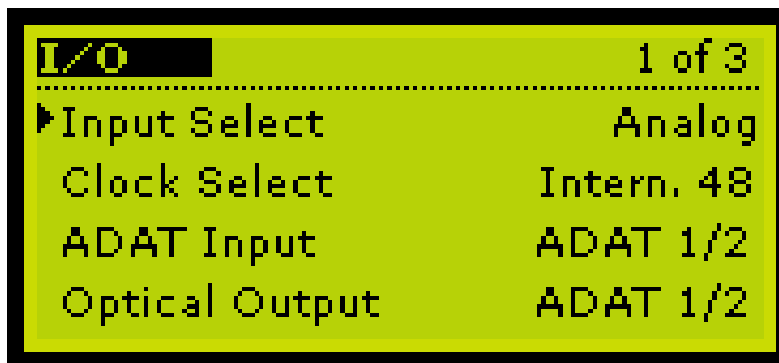 I/O 1 of 3
Input Select Analog
Clock Select Intern. 48
ADAT Input ADAT 1/2
Optical Output ADAT 1/2